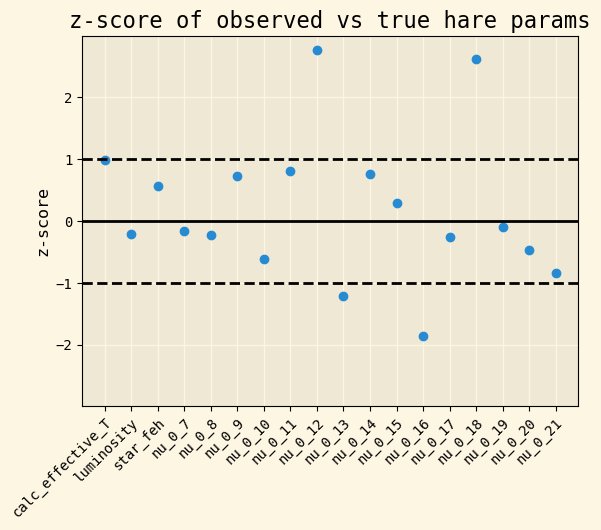 z-score of observed vs true hare params
z-score
2
1
0
−1
−2
calc_effective_T
luminosity
star_feh
nu_0_7
nu_0_8
nu_0_9
nu_0_10
nu_0_11
nu_0_12
nu_0_13
nu_0_14
nu_0_15
nu_0_16
nu_0_17
nu_0_18
nu_0_19
nu_0_20
nu_0_21